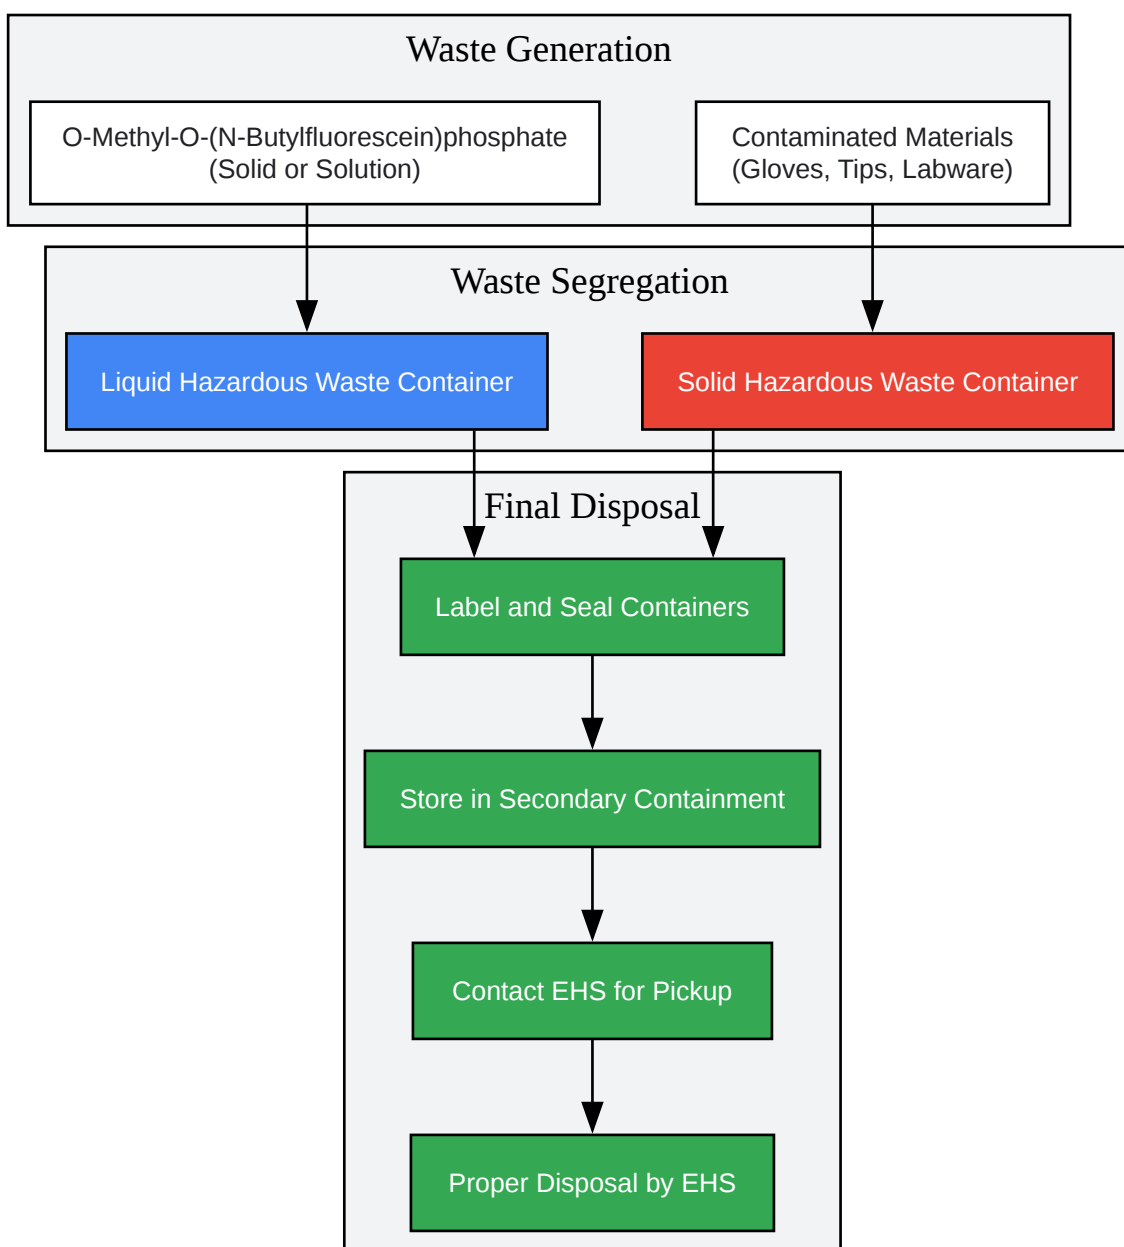 Waste Generation
O-Methyl-O-(N-Butylfluorescein)phosphate
(Solid or Solution)
Contaminated Materials
(Gloves, Tips, Labware)
Waste Segregation
Liquid Hazardous Waste Container
Solid Hazardous Waste Container
Final Disposal
Label and Seal Containers
Store in Secondary Containment
Contact EHS for Pickup
Proper Disposal by EHS